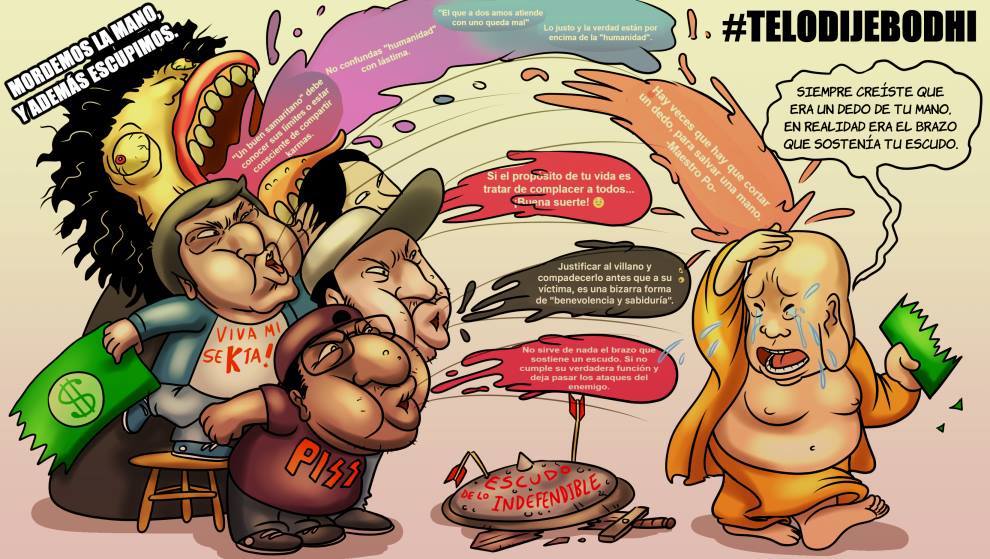 MORDEMOS LA MANO,
Y ADEMÁS ESCUPIMOS.
"El que a dos amos atiende
con uno queda mal"
Lo justo y la verdad están por
encima de la "humanidad".
No confundas "humanidad"
con lástima.
"Un buen samaritano" debe
conocer sus límites o estar
consciente de compartir
karmas.
#TELODIJEBODHI
SIEMPRE CREÍSTE QUE
ERA UN DEDO DE TU MANO.
EN REALIDAD ERA EL BRAZO
QUE SOSTENÍA TU ESCUDO.
Hay veces que hay que cortar
un dedo, para salvar una mano.
-Maestro Po-
Si el propósito de tu vida es
tratar de complacer a todos...
¡Buena suerte! 😉
Justificar al villano y
compadecerlo antes que a su
víctima, es una bizarra forma
de "benevolencia y sabiduría".
No sirve de nada el brazo que
sostiene un escudo. Si no
cumple su verdadera función y
deja pasar los ataques del
enemigo.
VIVA MI
SEKTA!
PISS
$
ESCUDO
DE LO INDEFENDIBLE